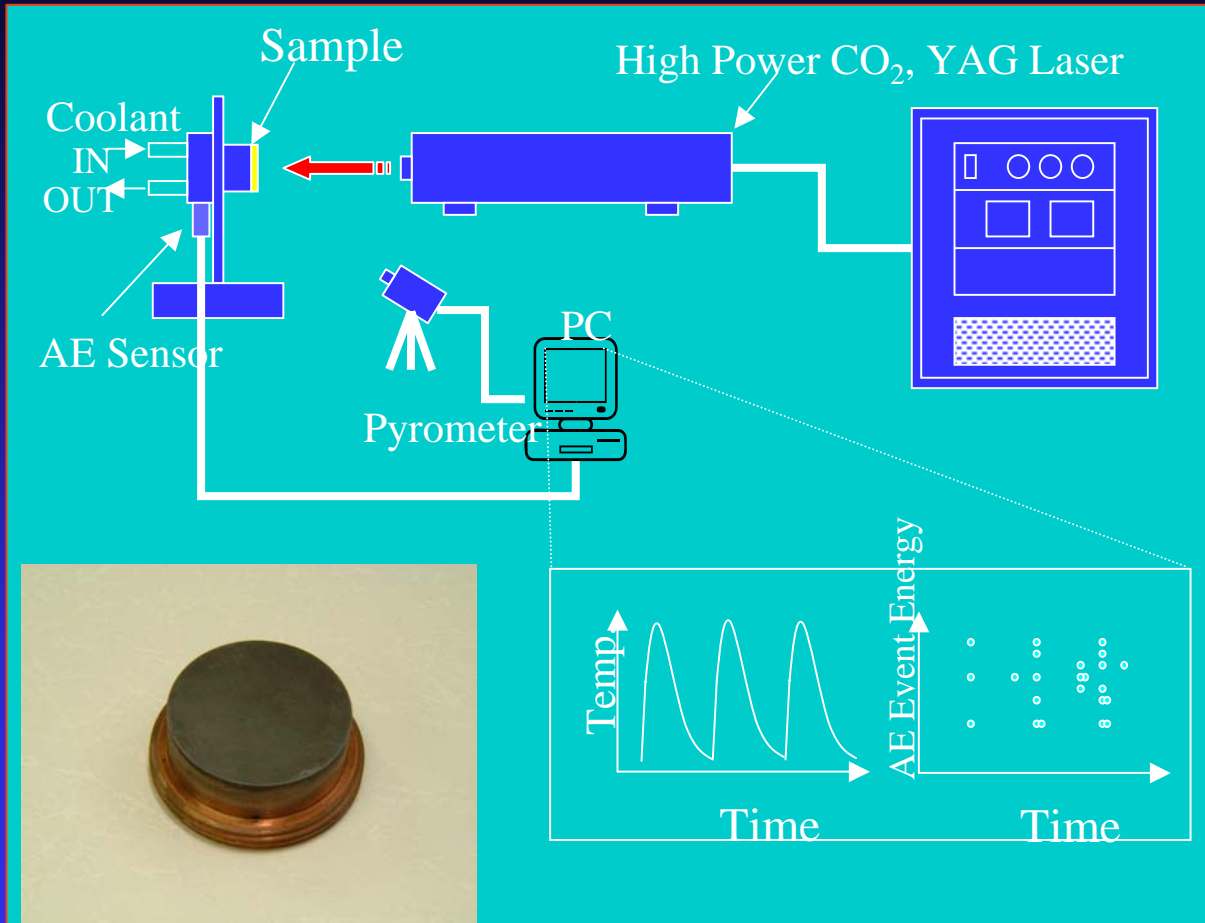 Sample
High Power CO₂, YAG Laser
Coolant
IN
OUT
AE Sensor
PC
Pyrometer
Temp.
Time
AE Event Energy
Time